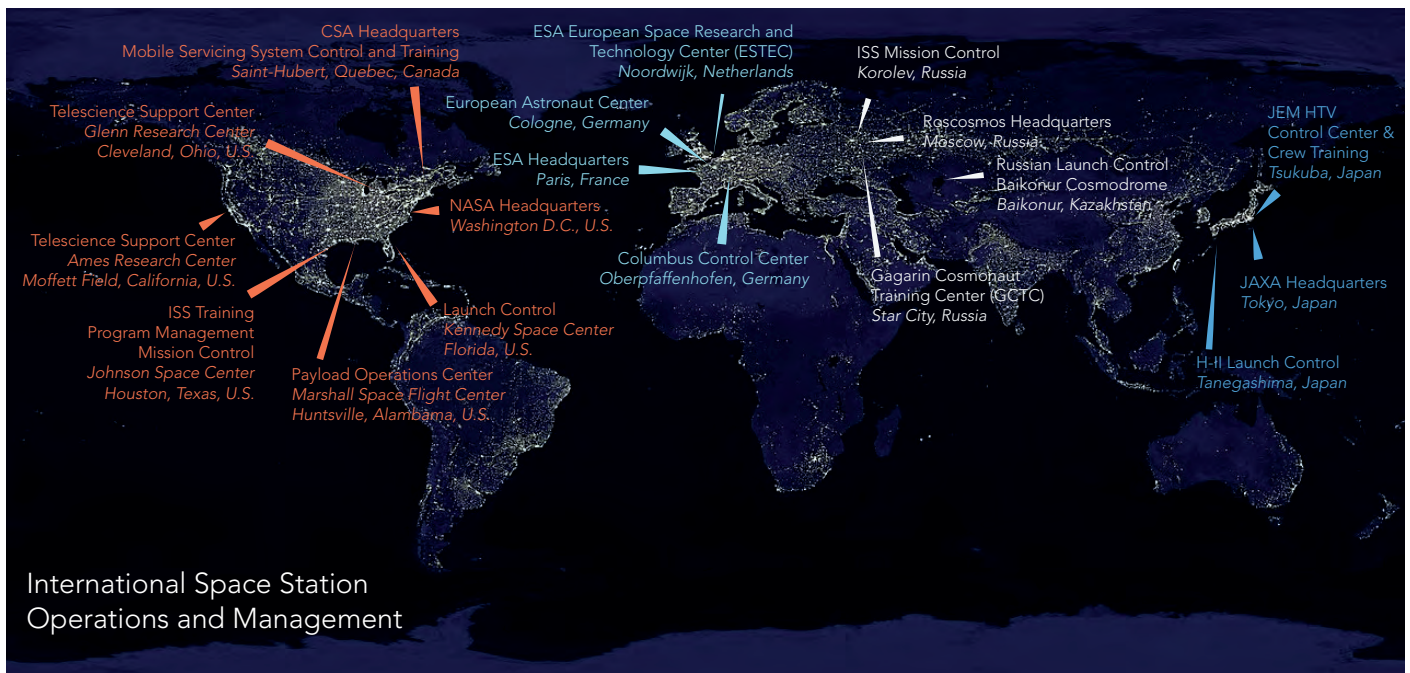 CSA Headquarters
Mobile Servicing System Control and Training
Saint-Hubert, Quebec, Canada
ESA European Space Research and
Technology Center (ESTEC)
Noordwijk, Netherlands
ISS Mission Control
Korolev, Russia
Telescience Support Center
Glenn Research Center
Cleveland, Ohio, U.S.
European Astronaut Center
Cologne, Germany
Roscosmos Headquarters
Moscow, Russia
JEM HTV
Control Center &
Crew Training
Tsukuba, Japan
ESA Headquarters
Paris, France
Russian Launch Control
Baikonur Cosmodrome
Baikonur, Kazakhstan
NASA Headquarters
Washington D.C., U.S.
Telescience Support Center
Ames Research Center
Moffett Field, California, U.S.
Columbus Control Center
Oberpfaffenhofen, Germany
Gagarin Cosmonaut
Training Center (GCTC)
Star City, Russia
JAXA Headquarters
Tokyo, Japan
ISS Training
Program Management
Mission Control
Johnson Space Center
Houston, Texas, U.S.
Launch Control
Kennedy Space Center
Florida, U.S.
Payload Operations Center
Marshall Space Flight Center
Huntsville, Alambama, U.S.
H-II Launch Control
Tanegashima, Japan
International Space Station
Operations and Management